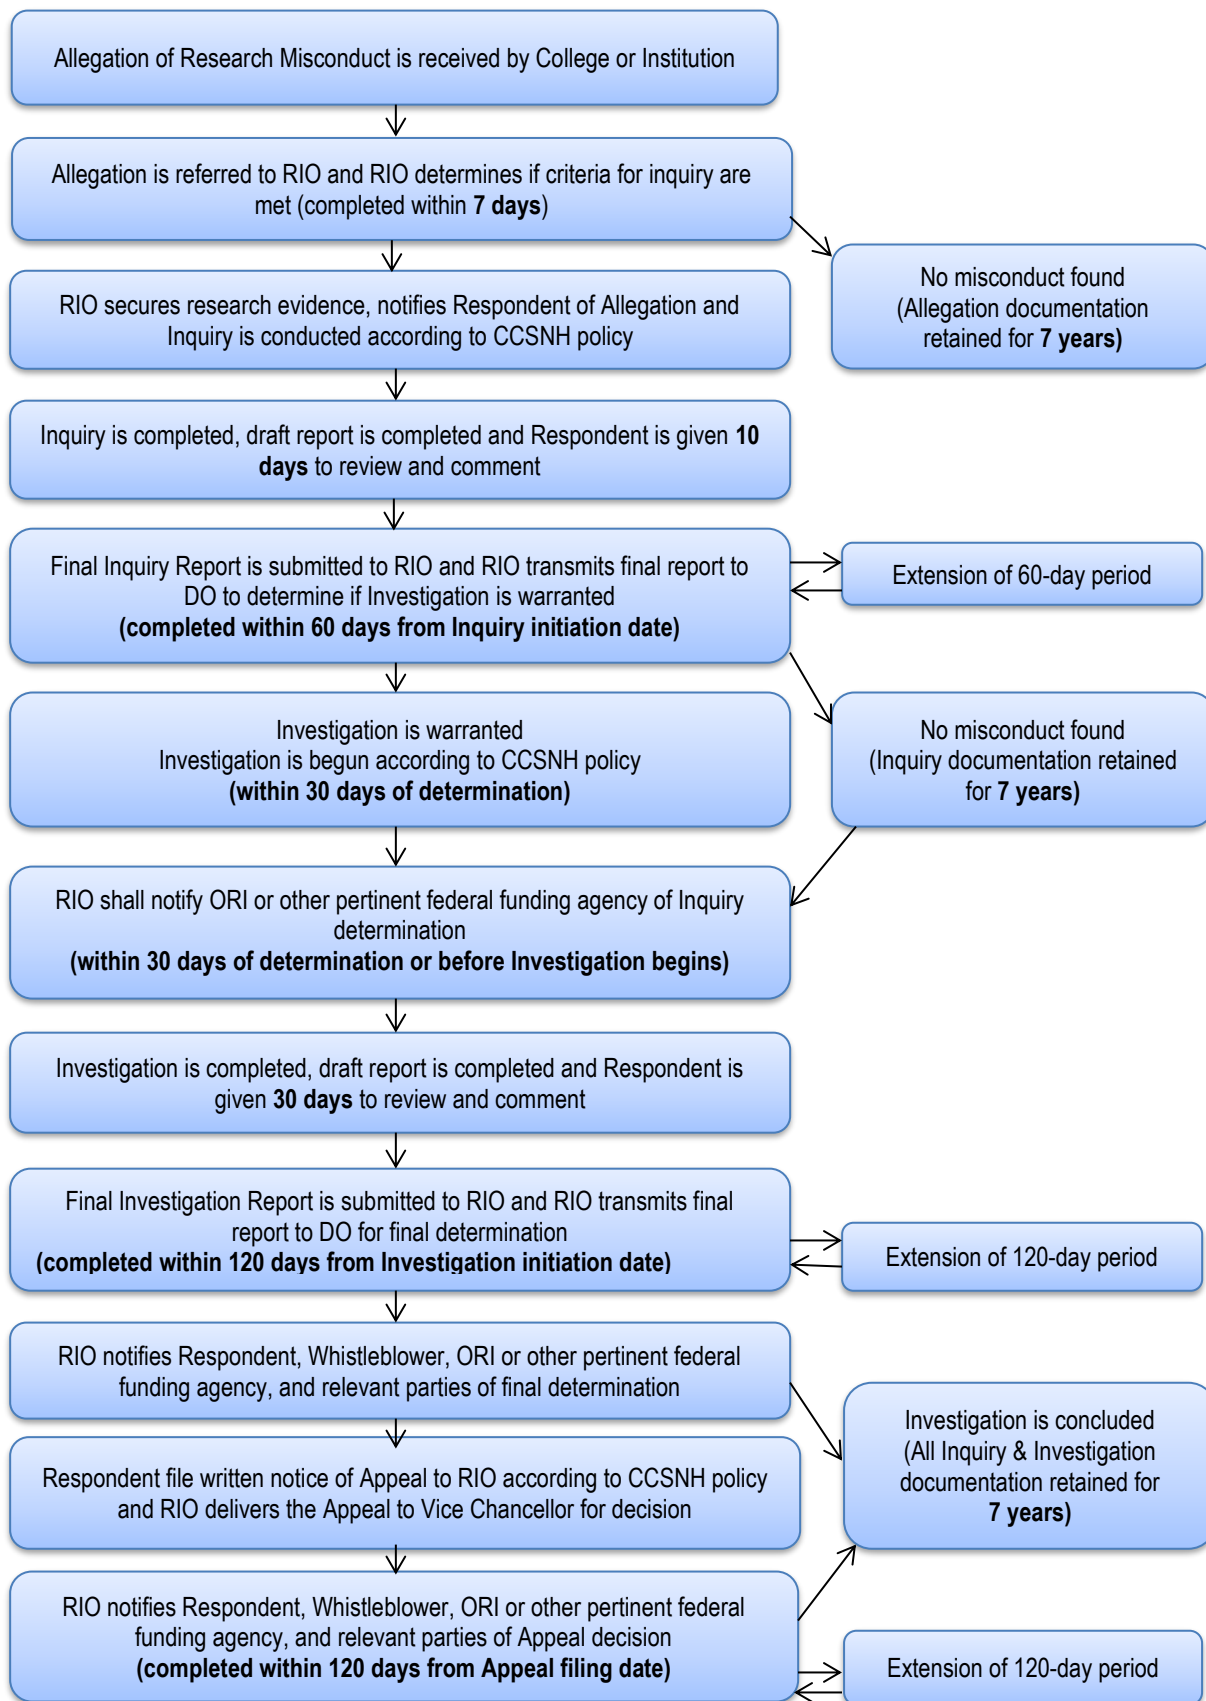 Allegation of Research Misconduct is received by College or Institution
Allegation is referred to RIO and RIO determines if criteria for inquiry are
met (completed within 7 days)
No misconduct found
(Allegation documentation
retained for 7 years)
RIO secures research evidence, notifies Respondent of Allegation and
Inquiry is conducted according to CCSNH policy
Inquiry is completed, draft report is completed and Respondent is given 10
days to review and comment
Final Inquiry Report is submitted to RIO and RIO transmits final report to
DO to determine if Investigation is warranted
(completed within 60 days from Inquiry initiation date)
Extension of 60-day period
Investigation is warranted
Investigation is begun according to CCSNH policy
(within 30 days of determination)
No misconduct found
(Inquiry documentation retained
for 7 years)
RIO shall notify ORI or other pertinent federal funding agency of Inquiry
determination
(within 30 days of determination or before Investigation begins)
Investigation is completed, draft report is completed and Respondent is
given 30 days to review and comment
Final Investigation Report is submitted to RIO and RIO transmits final
report to DO for final determination
(completed within 120 days from Investigation initiation date)
Extension of 120-day period
RIO notifies Respondent, Whistleblower, ORI or other pertinent federal
funding agency, and relevant parties of final determination
Investigation is concluded
(All Inquiry & Investigation
documentation retained for
7 years)
Respondent file written notice of Appeal to RIO according to CCSNH policy
and RIO delivers the Appeal to Vice Chancellor for decision
RIO notifies Respondent, Whistleblower, ORI or other pertinent federal
funding agency, and relevant parties of Appeal decision
(completed within 120 days from Appeal filing date)
Extension of 120-day period